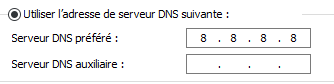 Utiliser l'adresse de serveur DNS suivante :
Serveur DNS préféré : 8 . 8 . 8 . 8
Serveur DNS auxiliaire : . . .